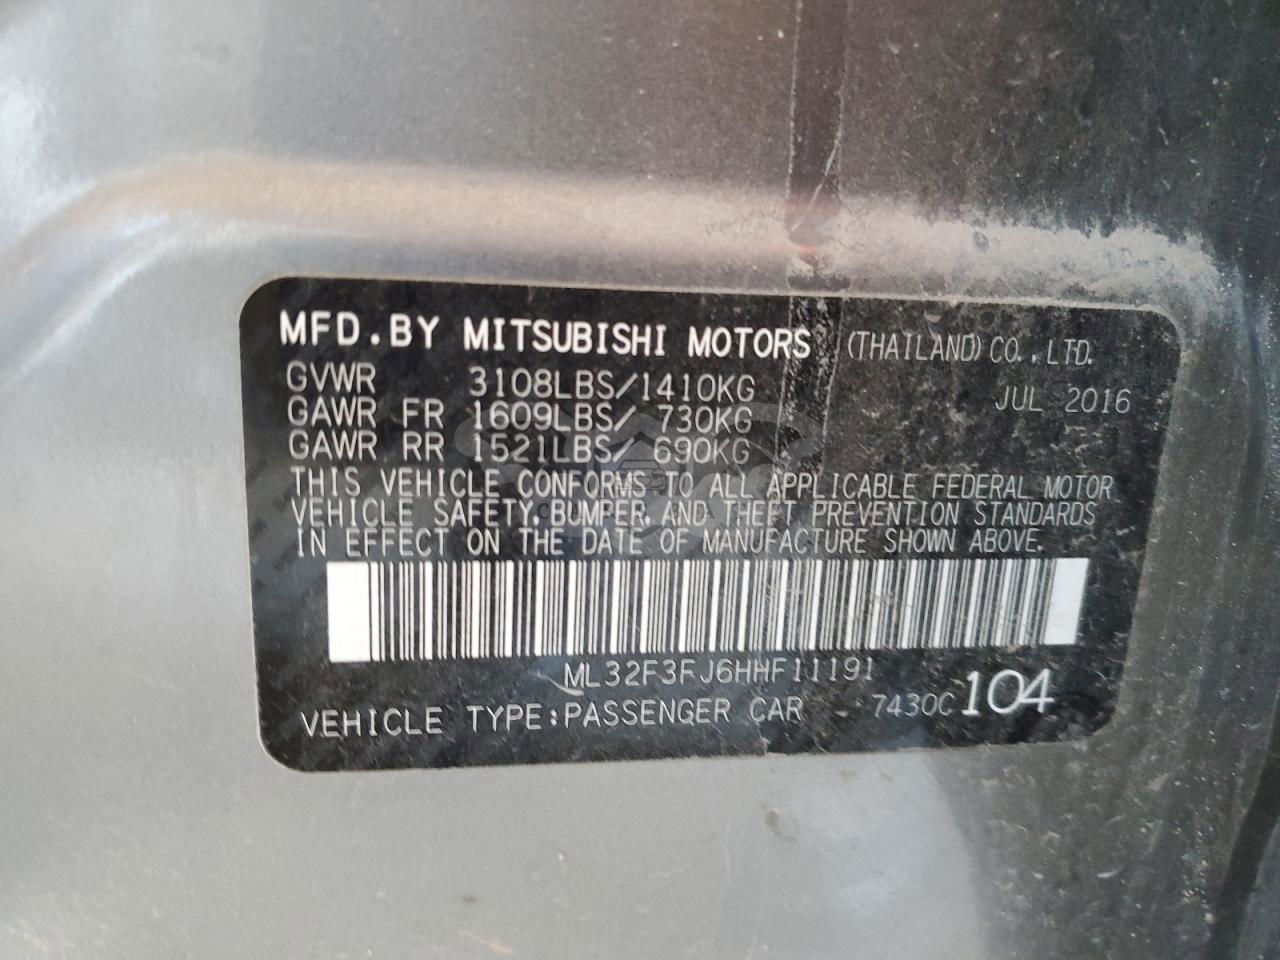 MFD.BY MITSUBISHI MOTORS (THAILAND)CO.,LTD.
GVWR 3108LBS/1410KG JUL 2016
GAWR FR 1609LBS/ 730KG
GAWR RR 1521LBS/ 690KG
THIS VEHICLE CONFORMS TO ALL APPLICABLE FEDERAL MOTOR
VEHICLE SAFETY, BUMPER, AND THEFT PREVENTION STANDARDS
IN EFFECT ON THE DATE OF MANUFACTURE SHOWN ABOVE.
ML32F3FJ6HHF11191
VEHICLE TYPE:PASSENGER CAR 7430C 104